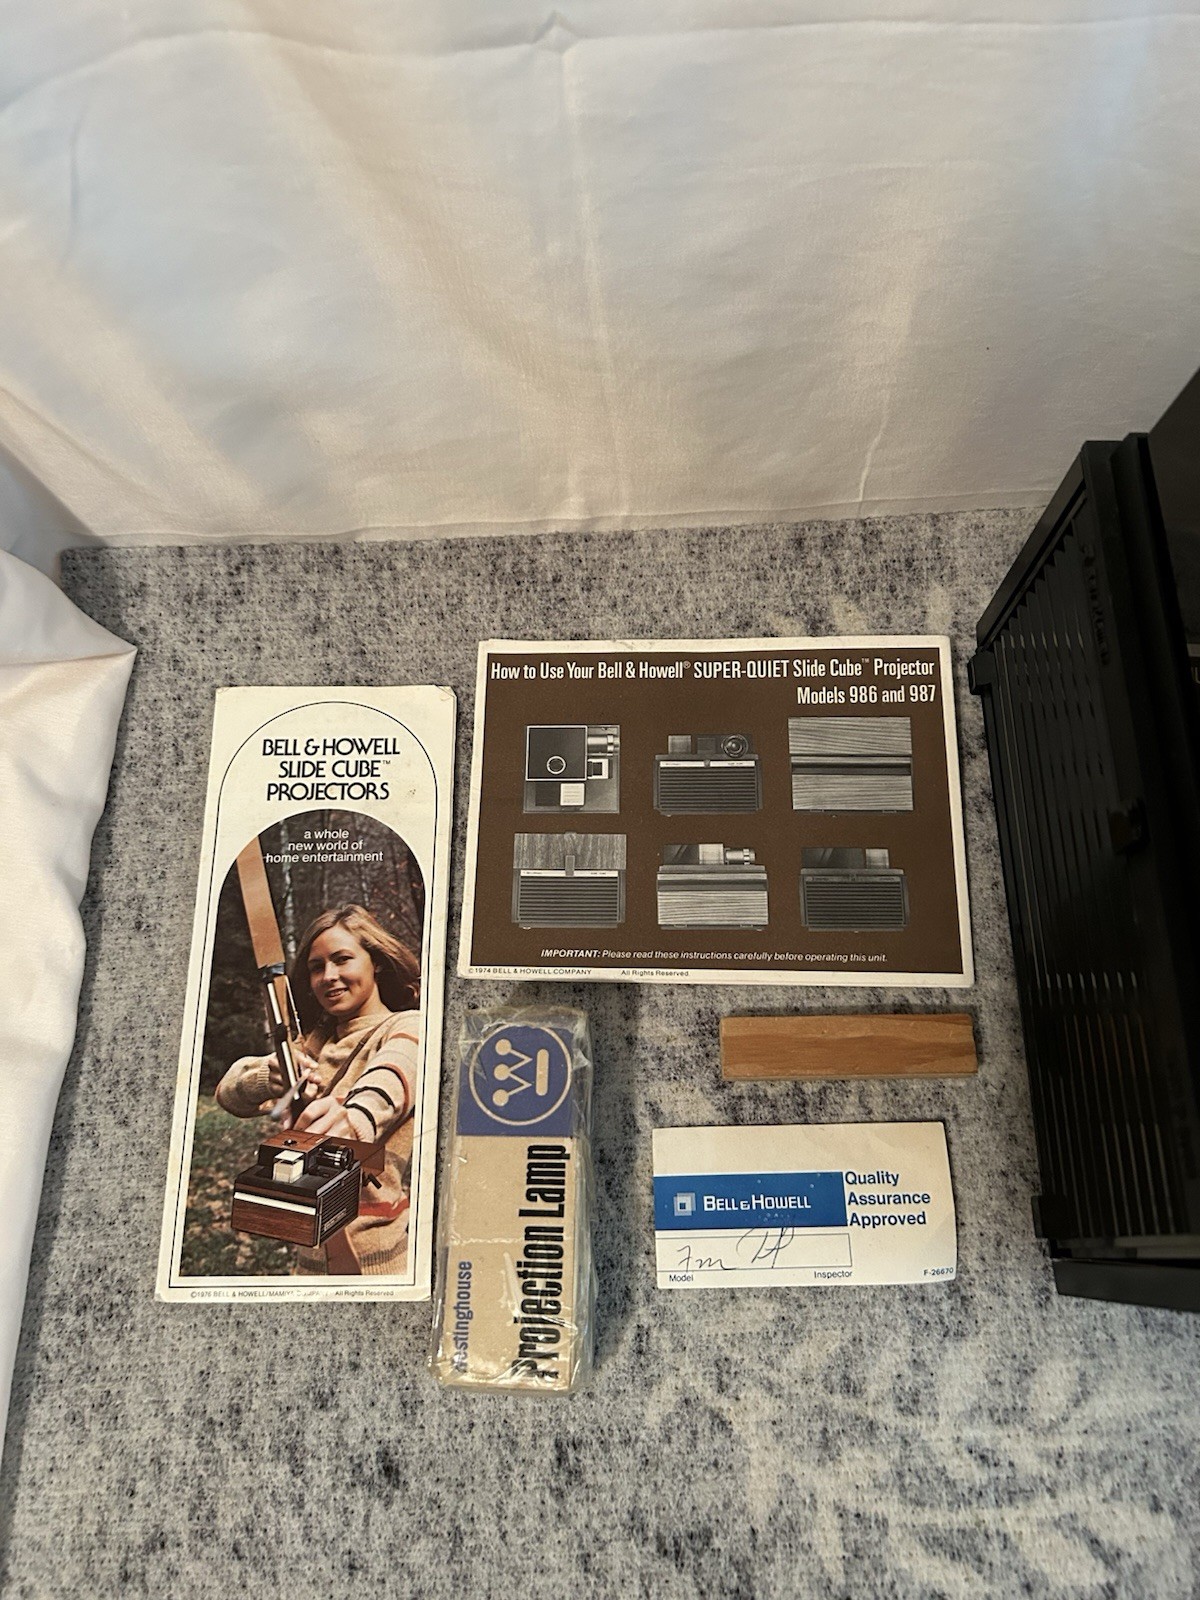 BELL & HOWELL
SLIDE CUBE™
PROJECTORS
a whole
new world of
home entertainment
©1976 BELL & HOWELL/MAMIYA COMPANY All Rights Reserved
How to Use Your Bell & Howell® SUPER-QUIET Slide Cube™ Projector
Models 986 and 987
IMPORTANT: Please read these instructions carefully before operating this unit.
©1974 BELL & HOWELL COMPANY All Rights Reserved
Westinghouse
Projection Lamp
BELL & HOWELL
Quality
Assurance
Approved
Model Inspector F-26670